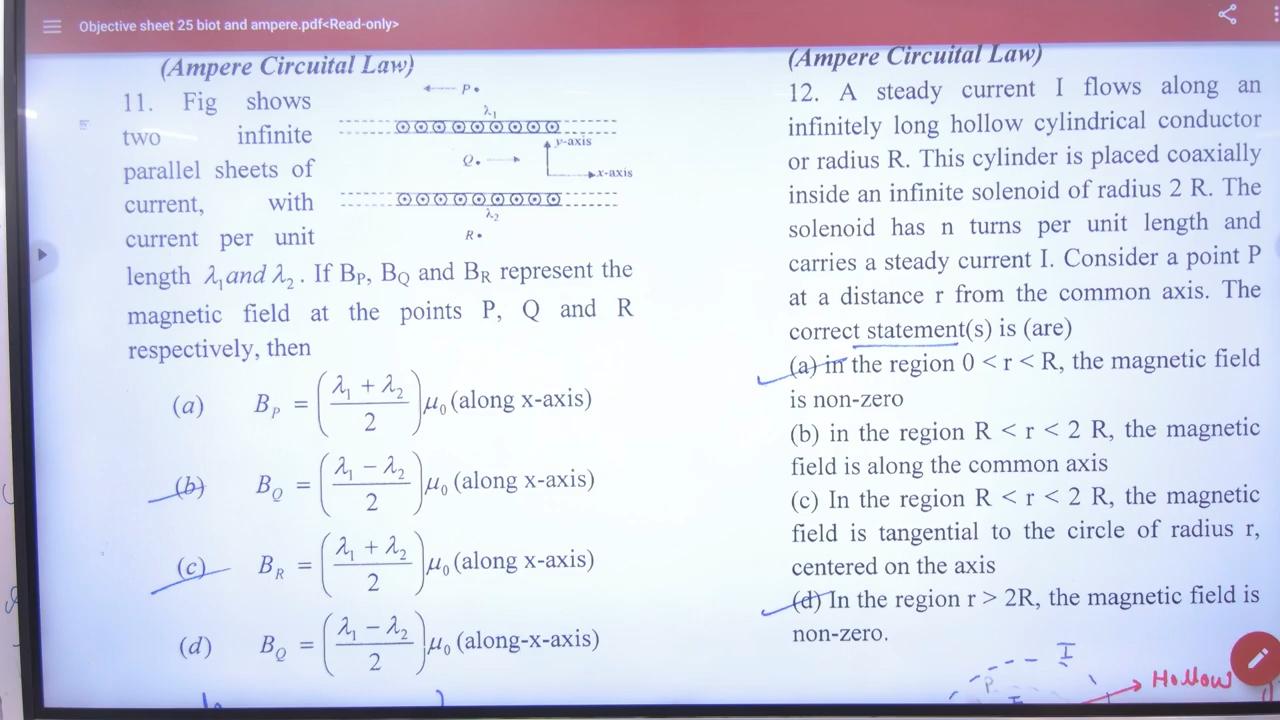 Objective sheet 25 biot and ampere.pdf<Read-only>
(Ampere Circuital Law)
11. Fig shows
two infinite
parallel sheets of
current, with
current per unit
length λ₁ and λ₂. If B_P, B_Q and B_R represent the
magnetic field at the points P, Q and R
respectively, then
P
λ₁
y-axis
Q
x-axis
λ₂
R
(a) B_P = ((λ₁ + λ₂)/2) μ₀ (along x-axis)
(b) B_Q = ((λ₁ − λ₂)/2) μ₀ (along x-axis)
(c) B_R = ((λ₁ + λ₂)/2) μ₀ (along x-axis)
(d) B_Q = ((λ₁ − λ₂)/2) μ₀ (along-x-axis)
(Ampere Circuital Law)
12. A steady current I flows along an
infinitely long hollow cylindrical conductor
or radius R. This cylinder is placed coaxially
inside an infinite solenoid of radius 2 R. The
solenoid has n turns per unit length and
carries a steady current I. Consider a point P
at a distance r from the common axis. The
correct statement(s) is (are)
(a) in the region 0 < r < R, the magnetic field
is non-zero
(b) in the region R < r < 2 R, the magnetic
field is along the common axis
(c) In the region R < r < 2 R, the magnetic
field is tangential to the circle of radius r,
centered on the axis
(d) In the region r > 2R, the magnetic field is
non-zero.
I
P
Hollow